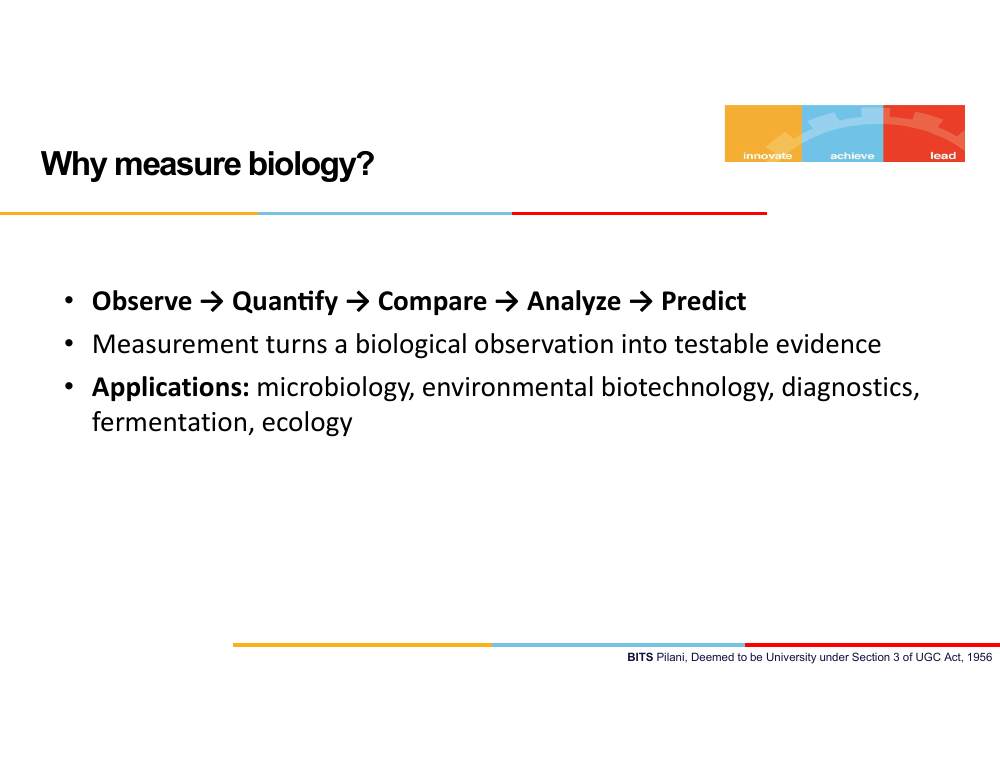 innovate achieve lead
Why measure biology?
• Observe → Quantify → Compare → Analyze → Predict
• Measurement turns a biological observation into testable evidence
• Applications: microbiology, environmental biotechnology, diagnostics,
fermentation, ecology
BITS Pilani, Deemed to be University under Section 3 of UGC Act, 1956